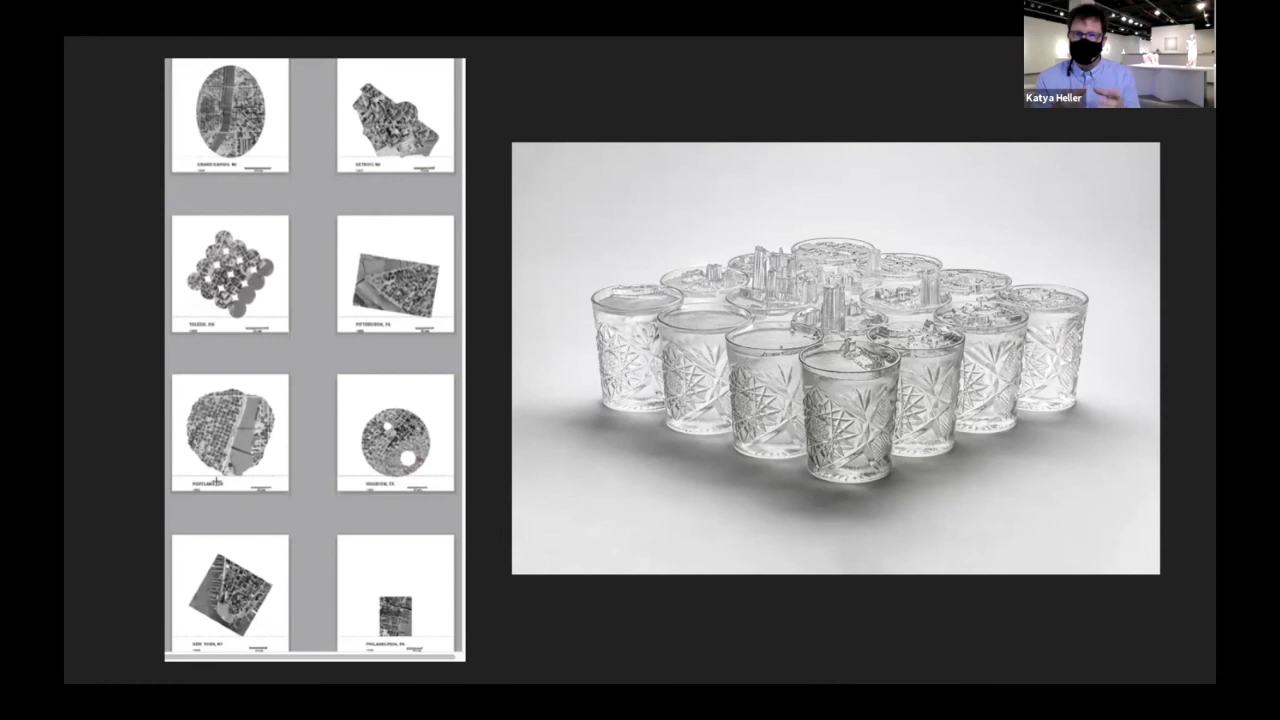 Katya Heller
GRAND RAPIDS, MI
DETROIT, MI
TOLEDO, OH
PITTSBURGH, PA
PORTLAND, OR
HOUSTON, TX
NEW YORK, NY
PHILADELPHIA, PA